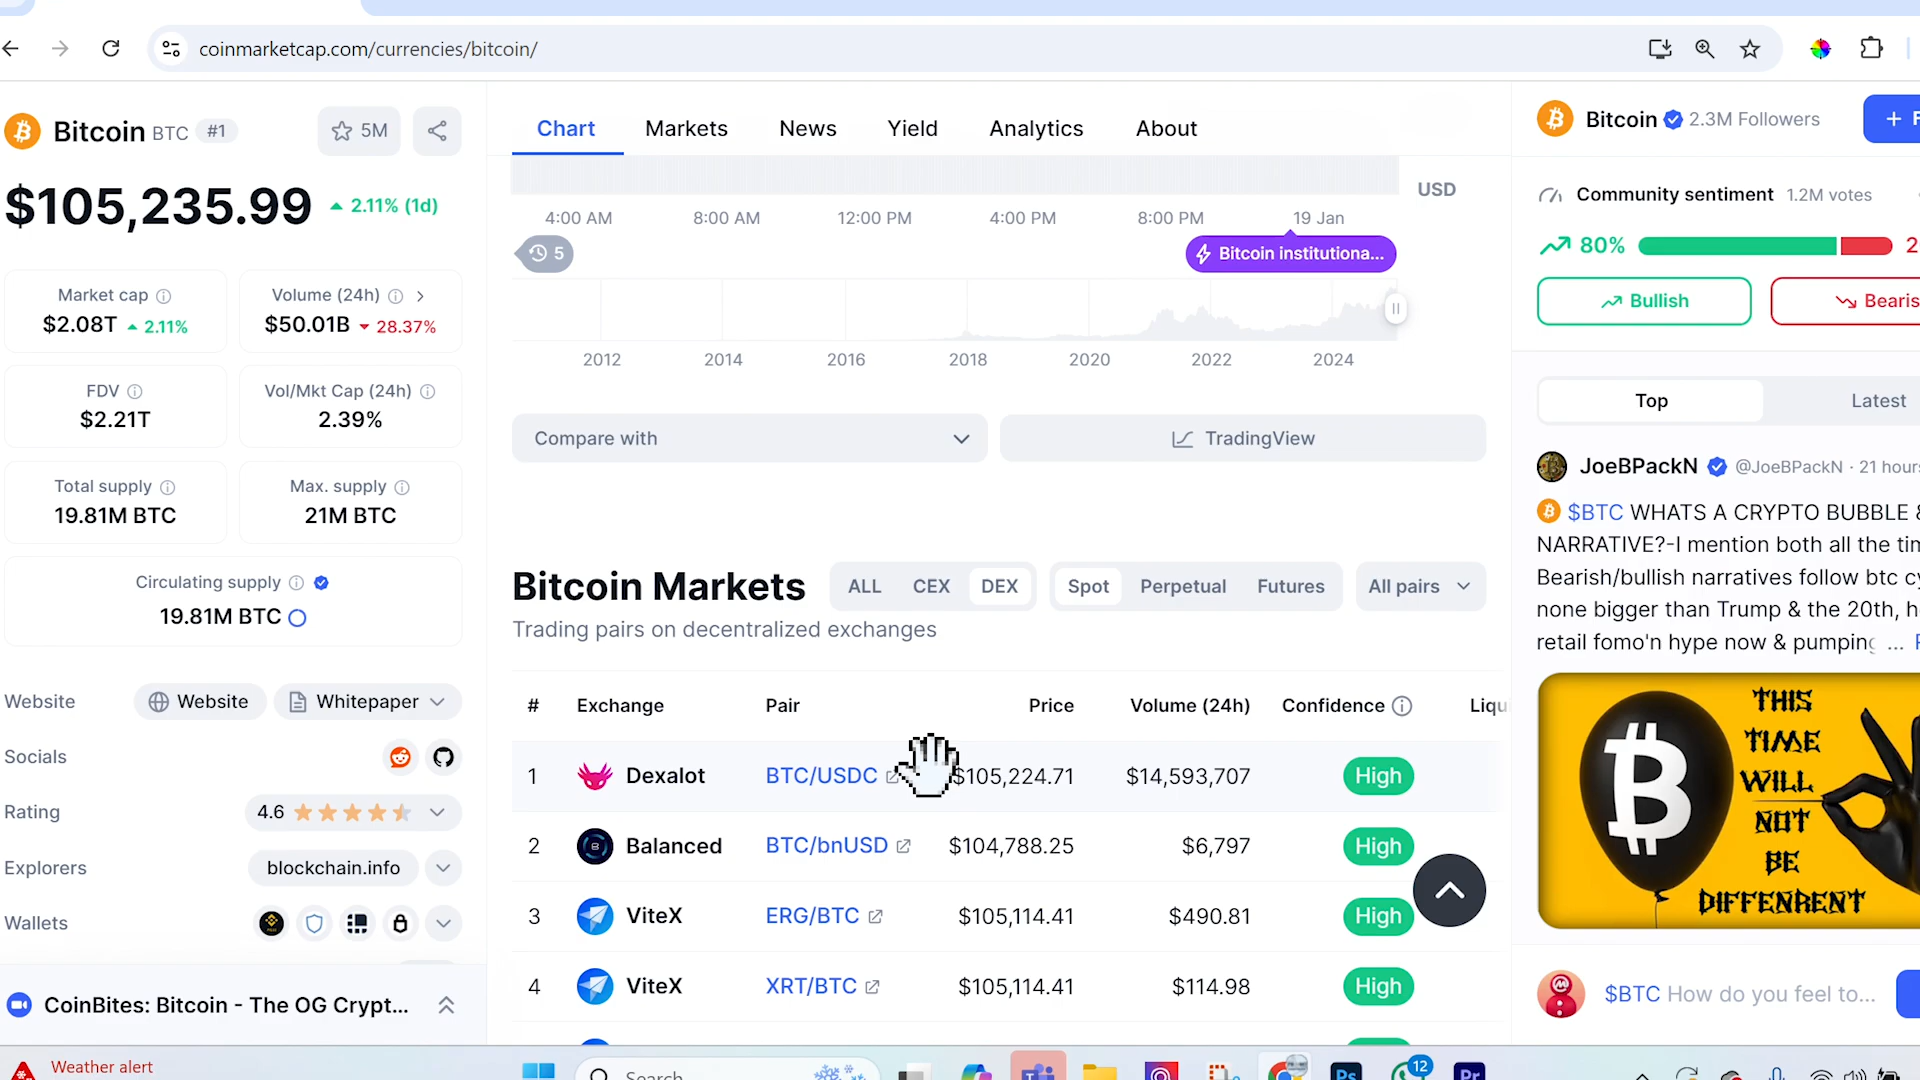 coinmarketcap.com/currencies/bitcoin/
Bitcoin BTC #1
5M
$105,235.99 2.11% (1d)
Market cap
$2.08T 2.11%
Volume (24h)
$50.01B 28.37%
FDV
$2.21T
Vol/Mkt Cap (24h)
2.39%
Total supply
19.81M BTC
Max. supply
21M BTC
Circulating supply
19.81M BTC
Website Website Whitepaper
Socials
Rating 4.6
Explorers blockchain.info
Wallets
CoinBites: Bitcoin - The OG Crypt...
Chart Markets News Yield Analytics About
USD
4:00 AM 8:00 AM 12:00 PM 4:00 PM 8:00 PM 19 Jan
5 Bitcoin instituciona...
2012 2014 2016 2018 2020 2022 2024
Compare with TradingView
Bitcoin Markets ALL CEX DEX Spot Perpetual Futures All pairs
Trading pairs on decentralized exchanges
# Exchange Pair Price Volume (24h) Confidence
1 Dexalot BTC/USDC $105,224.71 $14,593,707 High
2 Balanced BTC/bnUSD $104,788.25 $6,797 High
3 ViteX ERG/BTC $105,114.41 $490.81 High
4 ViteX XRT/BTC $105,114.41 $114.98 High
Bitcoin 2.3M Followers +
Community sentiment 1.2M votes
80%
Bullish
Top Latest
JoeBPackN @JoeBPackN · 21
$BTC WHATS A CRYPTO BUBBLE &
NARRATIVE?-I mention both all the
Bearish/bullish narratives follow btc
none bigger than Trump & the 20th,
retail fomo'n hype now & pumping ...
THIS
TIME
WILL
NOT
BE
DIFFENRENT
$BTC How do you feel to...
Weather alert
Search
Ps
12
Pr